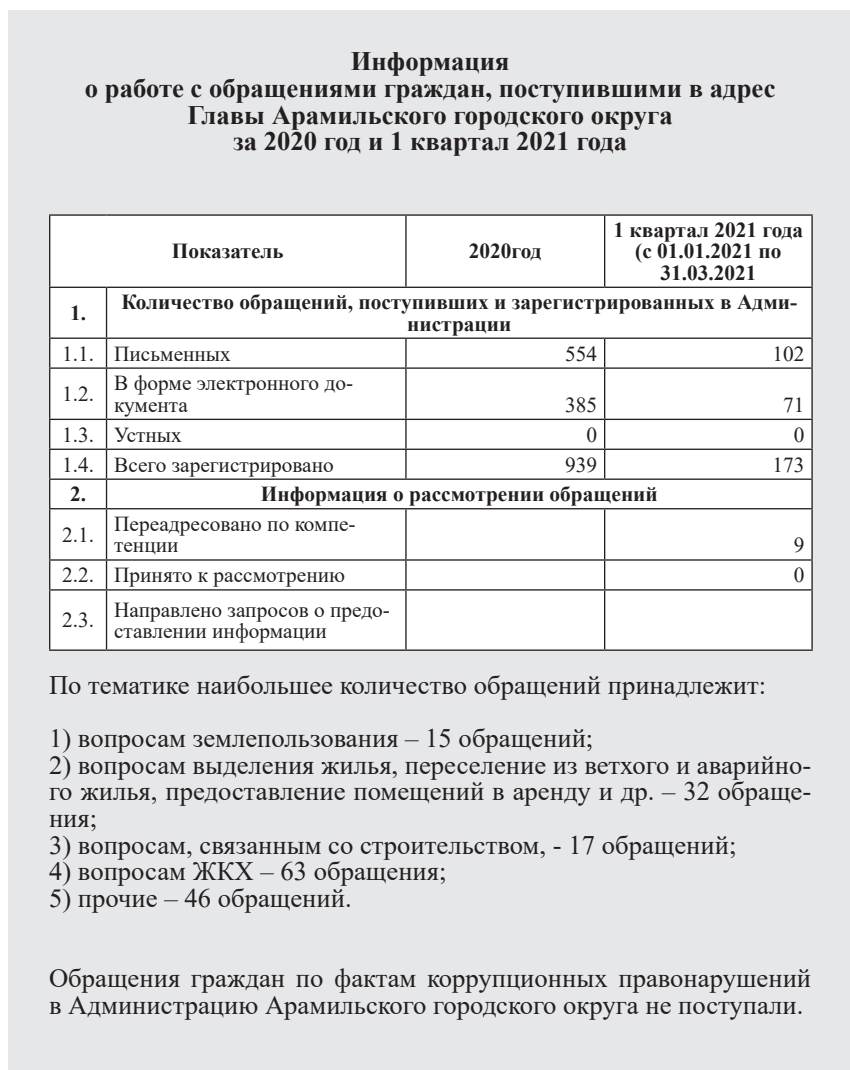 Информация
о работе с обращениями граждан, поступившими в адрес
Главы Арамильского городского округа
за 2020 год и 1 квартал 2021 года
Показатель 2020год 1 квартал 2021 года
(с 01.01.2021 по
31.03.2021
1. Количество обращений, поступивших и зарегистрированных в Адми-
нистрации
1.1. Письменных 554 102
1.2. В форме электронного до-
кумента 385 71
1.3. Устных 0 0
1.4. Всего зарегистрировано 939 173
2. Информация о рассмотрении обращений
2.1. Переадресовано по компе-
тенции 9
2.2. Принято к рассмотрению 0
2.3. Направлено запросов о предо-
ставлении информации
По тематике наибольшее количество обращений принадлежит:
1) вопросам землепользования – 15 обращений;
2) вопросам выделения жилья, переселение из ветхого и аварийно-
го жилья, предоставление помещений в аренду и др. – 32 обраще-
ния;
3) вопросам, связанным со строительством, - 17 обращений;
4) вопросам ЖКХ – 63 обращения;
5) прочие – 46 обращений.
Обращения граждан по фактам коррупционных правонарушений
в Администрацию Арамильского городского округа не поступали.